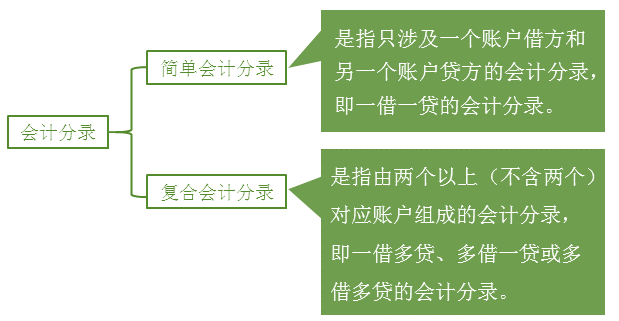 会计分录
简单会计分录
是指只涉及一个账户借方和
另一个账户贷方的会计分录，
即一借一贷的会计分录。
复合会计分录
是指由两个以上（不含两个）
对应账户组成的会计分录，
即一借多贷、多借一贷或多
借多贷的会计分录。